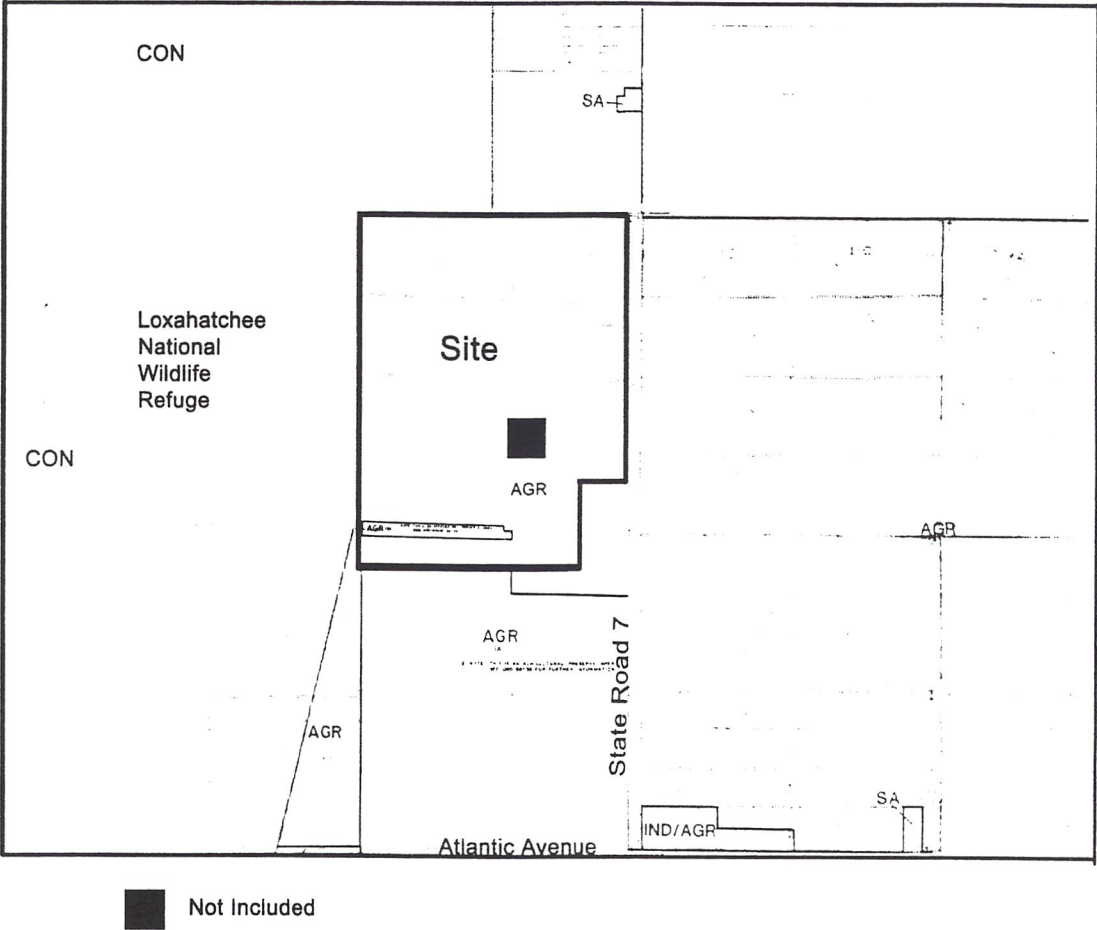 CON
SA
Loxahatchee
National
Wildlife
Refuge
Site
CON
AGR
AGR
AGR
AGR
AGR
State Road 7
SA
IND/AGR
Atlantic Avenue
Not Included